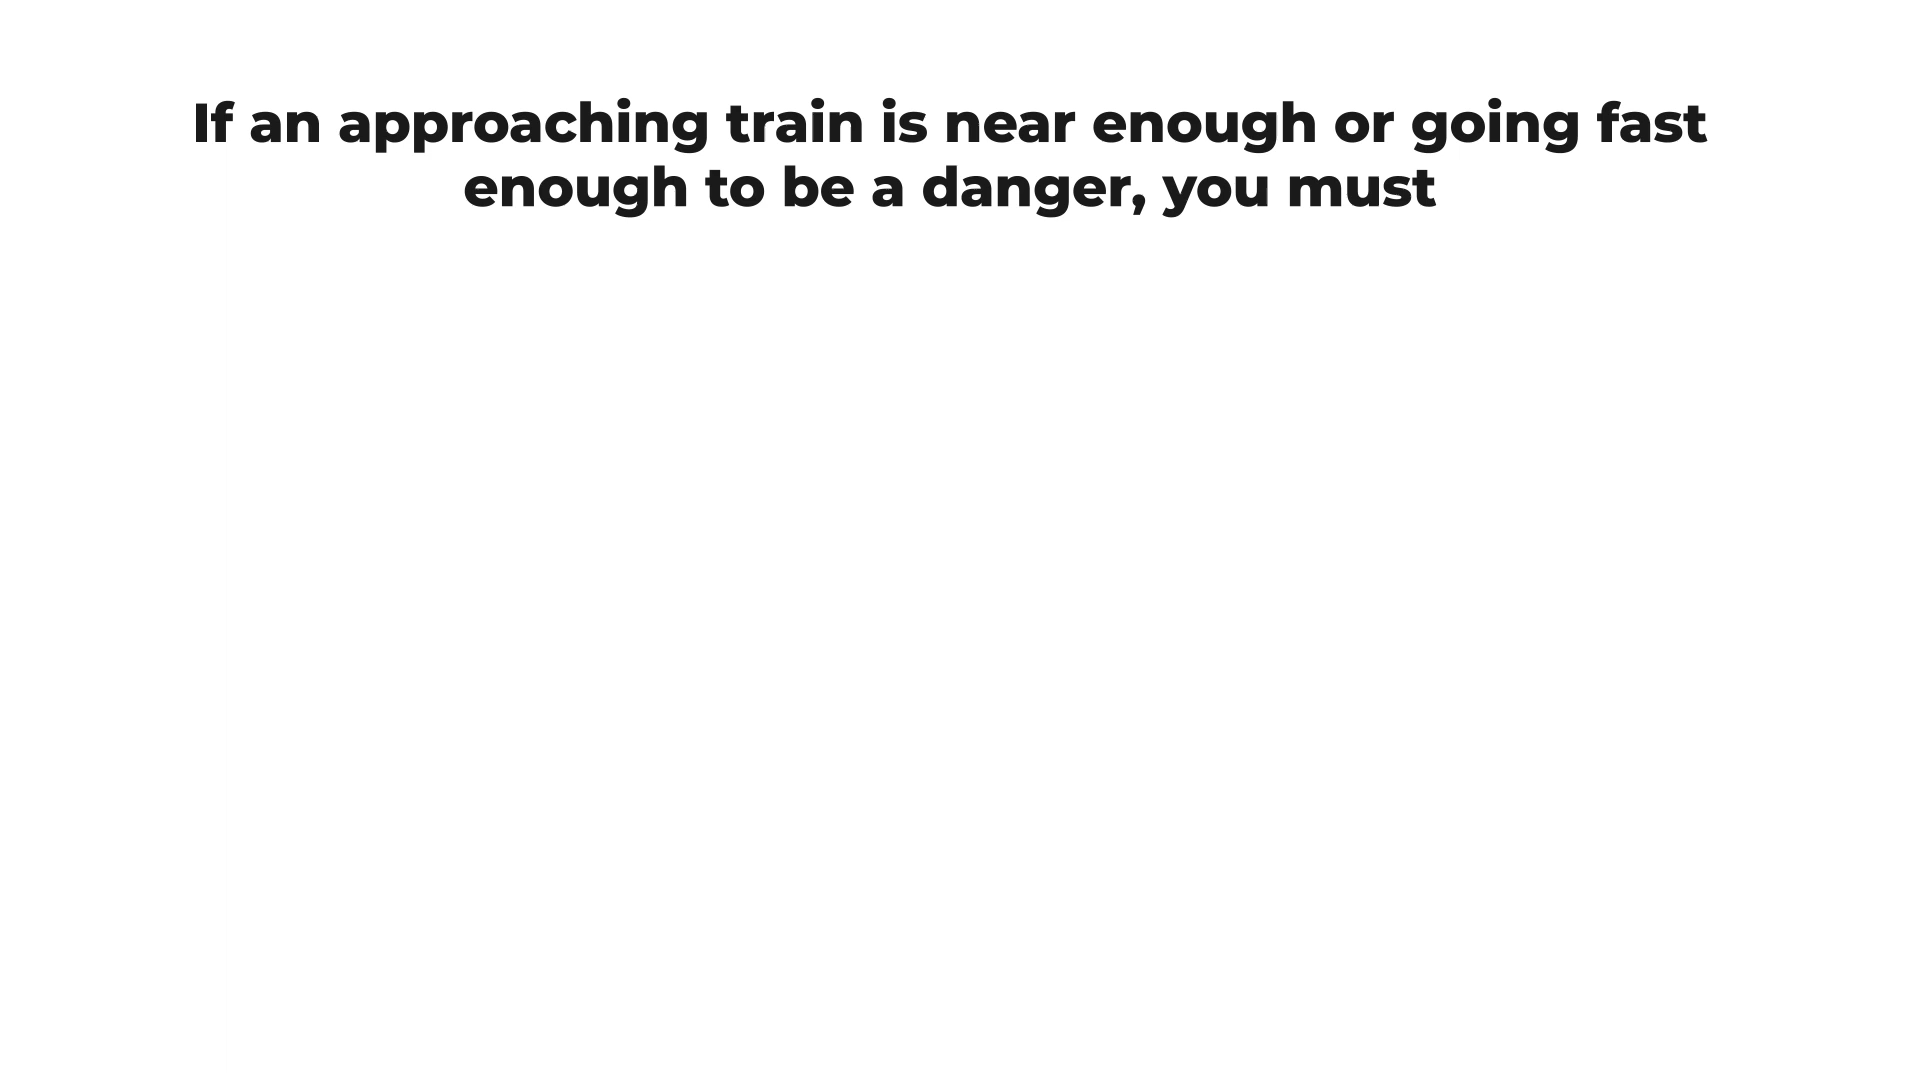 If an approaching train is near enough or going fast
enough to be a danger, you must